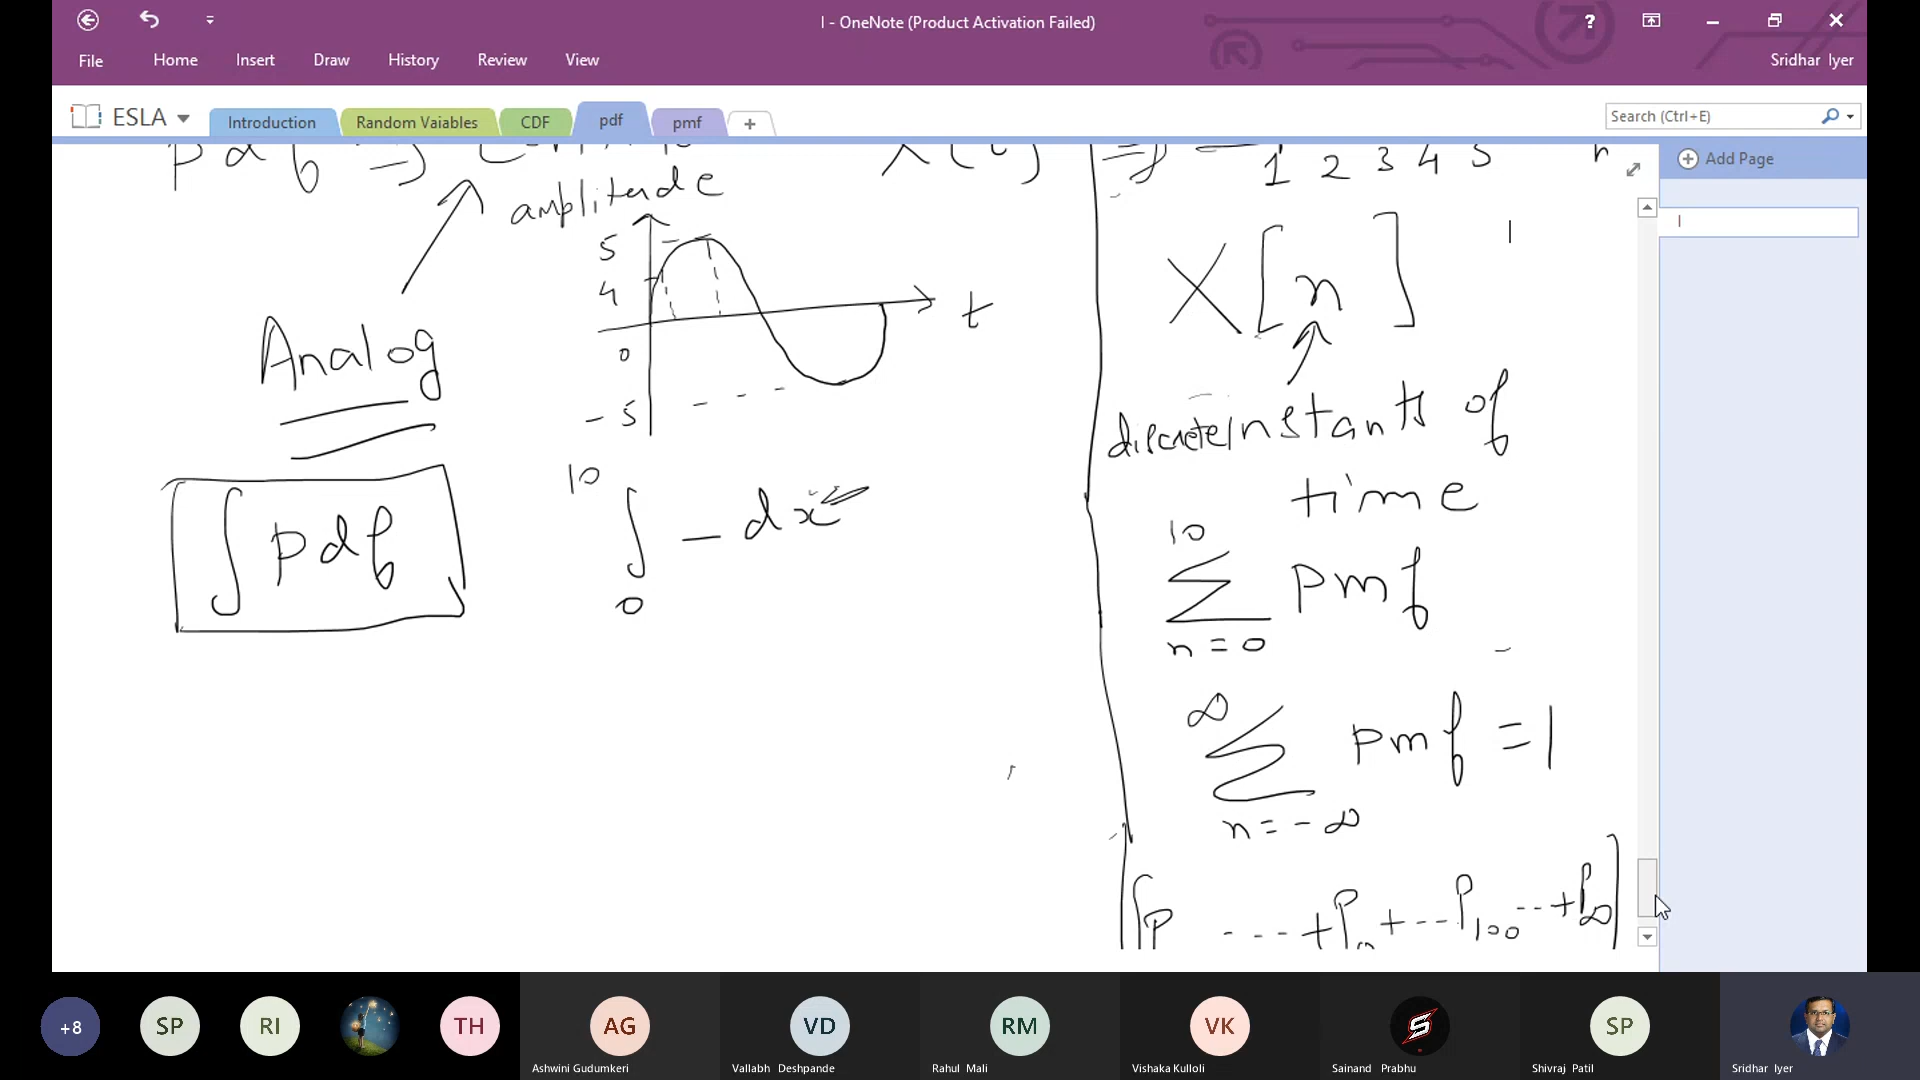 I - OneNote (Product Activation Failed)
?
File Home Insert Draw History Review View
Sridhar Iyer
ESLA
Introduction Random Vaiables CDF pdf pmf +
Search (Ctrl+E)
Add Page
I
pdf ⇒
amplitude
5
4
0
-5
t
Analog
∫ pdf
10
∫ - dx
0
1 2 3 4 5 n
X[n]
discrete instants of
time
10
Σ pmf
n = 0
∞
Σ pmf = 1
n = -∞
P ---- + P + --- P100 -- + P∞
+8 SP RI TH AG VD RM VK S SP
Ashwini Gudumkeri Vallabh Deshpande Rahul Mali Vishaka Kulloli Sainand Prabhu Shivraj Patil Sridhar Iyer